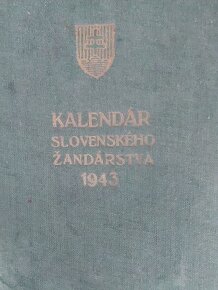 KALENDÁR
SLOVENSKÉHO
ŽANDÁRSTVA
1943